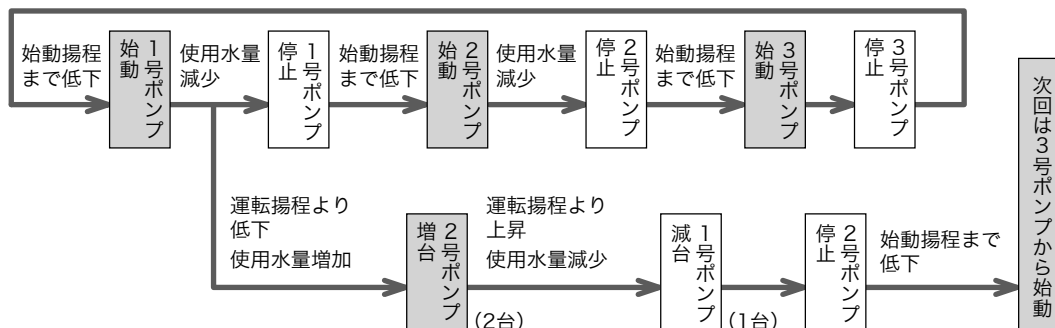 始動揚程
まで低下
1号ポンプ
始動
使用水量
減少
1号ポンプ
停止
始動揚程
まで低下
2号ポンプ
始動
使用水量
減少
2号ポンプ
停止
始動揚程
まで低下
3号ポンプ
始動
3号ポンプ
停止
運転揚程より
低下
使用水量増加
2号ポンプ
増台
(2台)
運転揚程より
上昇
使用水量減少
1号ポンプ
減台
(1台)
2号ポンプ
停止
始動揚程まで
低下
次回は3号ポンプから始動